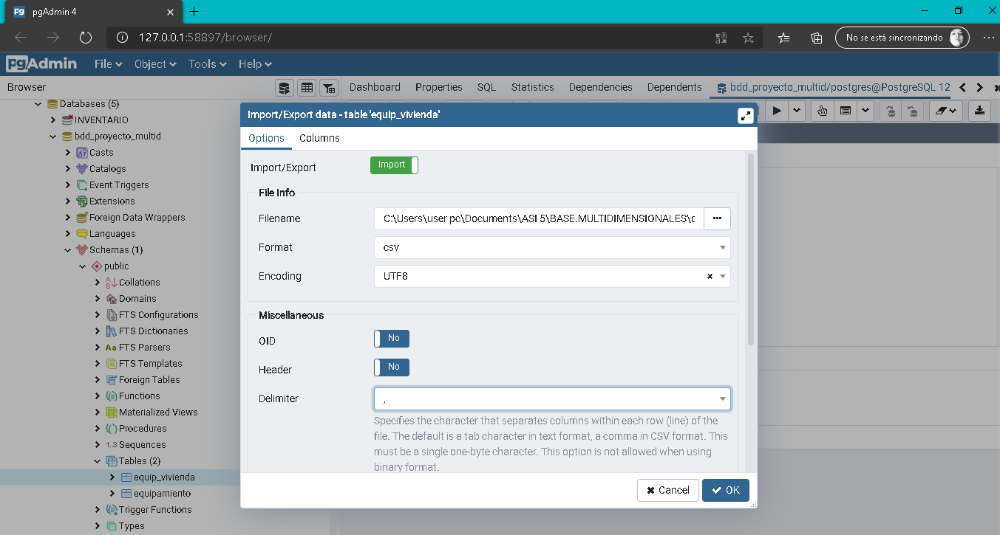 pgAdmin 4
127.0.0.1:58897/browser/
No se está sincronizando
pgAdmin File Object Tools Help
Browser
Dashboard Properties SQL Statistics Dependencies Dependents bdd_proyecto_multid/postgres@PostgreSQL 12
Databases (5)
INVENTARIO
bdd_proyecto_multid
Casts
Catalogs
Event Triggers
Extensions
Foreign Data Wrappers
Languages
Schemas (1)
public
Collations
Domains
FTS Configurations
FTS Dictionaries
Aa FTS Parsers
FTS Templates
Foreign Tables
Functions
Materialized Views
Procedures
1.3 Sequences
Tables (2)
equip_vivienda
equipamiento
Trigger Functions
Types
Import/Export data - table 'equip_vivienda'
Options Columns
Import/Export Import
File Info
Filename C:\Users\user pc\Documents\ASI 5\BASE.MULTIDIMENSIONALES\c
Format csv
Encoding UTF8
Miscellaneous
OID No
Header No
Delimiter ,
Specifies the character that separates columns within each row (line) of the
file. The default is a tab character in text format, a comma in CSV format. This
must be a single one-byte character. This option is not allowed when using
binary format.
Cancel OK